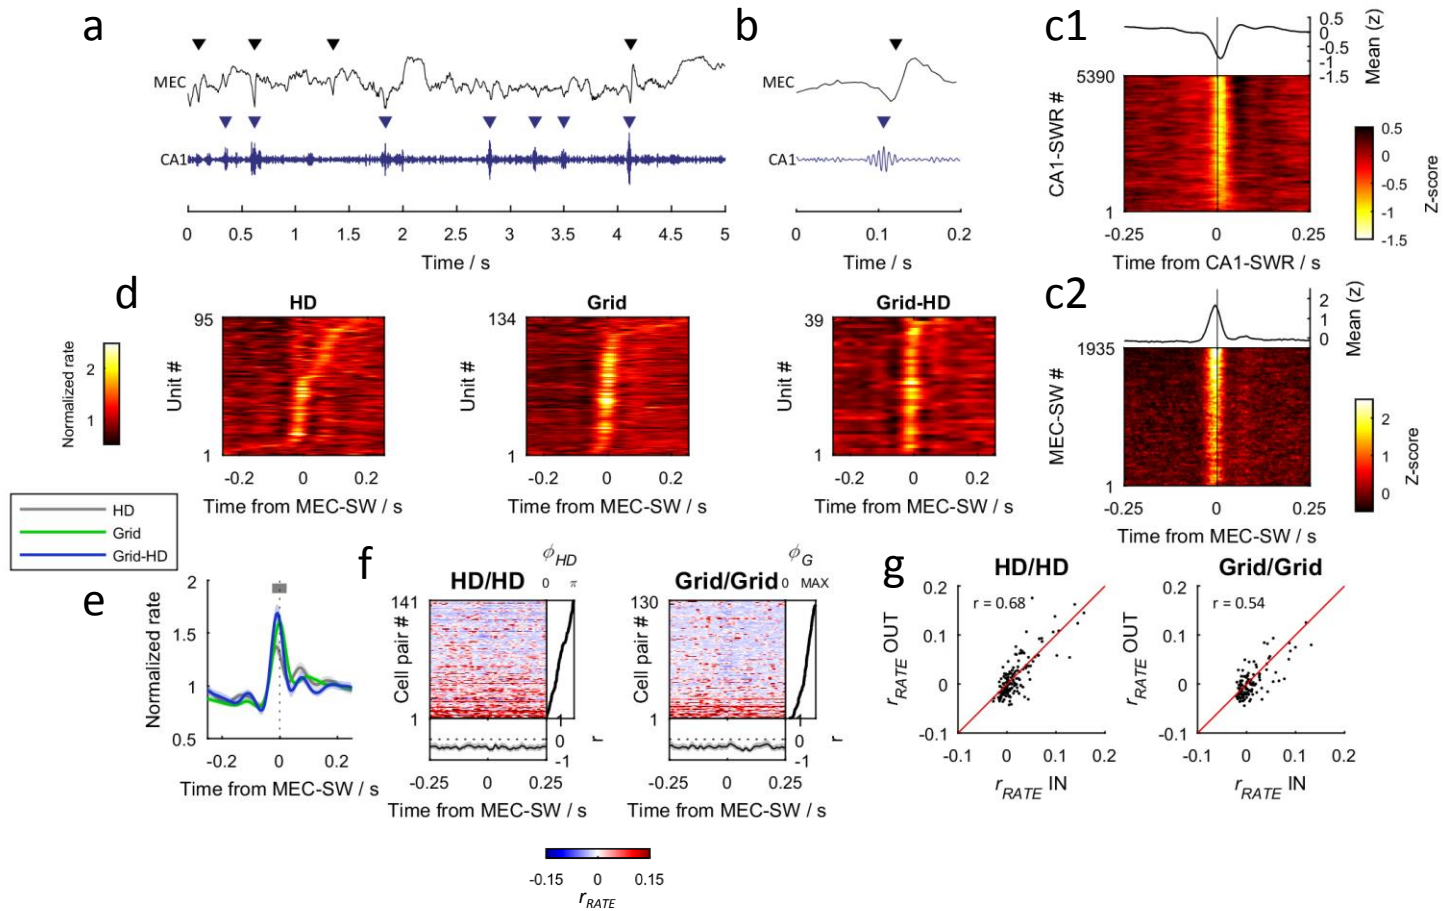 a
b
c1
MEC
CA1
0 0.5 1 1.5 2 2.5 3 3.5 4 4.5 5
Time / s
MEC
CA1
0 0.1 0.2
Time / s
0.5
0
-0.5
-1
-1.5
Mean (z)
5390
CA1-SWR #
1
-0.25 0 0.25
Time from CA1-SWR / s
0.5
0
-0.5
-1
-1.5
Z-score
c2
2
1
0
Mean (z)
1935
MEC-SW #
1
-0.25 0 0.25
Time from MEC-SW / s
2
1
0
Z-score
d
Normalized rate
2
1
HD
95
Unit #
1
-0.2 0 0.2
Time from MEC-SW / s
Grid
134
Unit #
1
-0.2 0 0.2
Time from MEC-SW / s
Grid-HD
39
Unit #
1
-0.2 0 0.2
Time from MEC-SW / s
HD
Grid
Grid-HD
e
2
1.5
1
0.5
Normalized rate
-0.2 0 0.2
Time from MEC-SW / s
f
HD/HD
ϕHD
0 π
141
Cell pair #
1
1
0
-1
r
-0.25 0 0.25
Time from MEC-SW / s
Grid/Grid
ϕG
0 MAX
130
Cell pair #
1
1
0
-1
r
-0.25 0 0.25
Time from MEC-SW / s
-0.15 0 0.15
rRATE
g
HD/HD
r = 0.68
0.2
0.1
0
-0.1
rRATE OUT
-0.1 0 0.1 0.2
rRATE IN
Grid/Grid
r = 0.54
0.2
0.1
0
-0.1
rRATE OUT
-0.1 0 0.1 0.2
rRATE IN